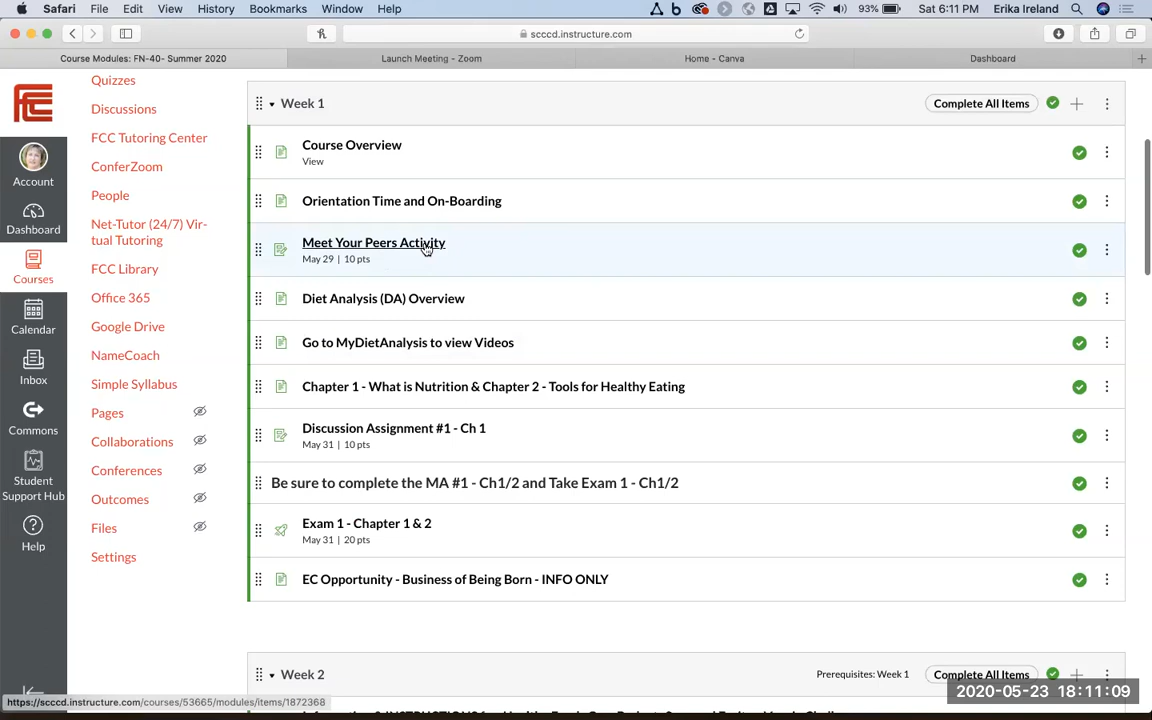 Safari File Edit View History Bookmarks Window Help 93% Sat 6:11 PM Erika Ireland
scccd.instructure.com
Course Modules: FN-40- Summer 2020 Launch Meeting - Zoom Home - Canva Dashboard
Account
Dashboard
Courses
Calendar
Inbox
Commons
Student
Support Hub
Help
Quizzes
Discussions
FCC Tutoring Center
ConferZoom
People
Net-Tutor (24/7) Vir-
tual Tutoring
FCC Library
Office 365
Google Drive
NameCoach
Simple Syllabus
Pages
Collaborations
Conferences
Outcomes
Files
Settings
Week 1 Complete All Items
Course Overview
View
Orientation Time and On-Boarding
Meet Your Peers Activity
May 29 | 10 pts
Diet Analysis (DA) Overview
Go to MyDietAnalysis to view Videos
Chapter 1 - What is Nutrition & Chapter 2 - Tools for Healthy Eating
Discussion Assignment #1 - Ch 1
May 31 | 10 pts
Be sure to complete the MA #1 - Ch1/2 and Take Exam 1 - Ch1/2
Exam 1 - Chapter 1 & 2
May 31 | 20 pts
EC Opportunity - Business of Being Born - INFO ONLY
Week 2 Prerequisites: Week 1 Complete All Items
https://scccd.instructure.com/courses/53665/modules/items/1872368
2020-05-23 18:11:09